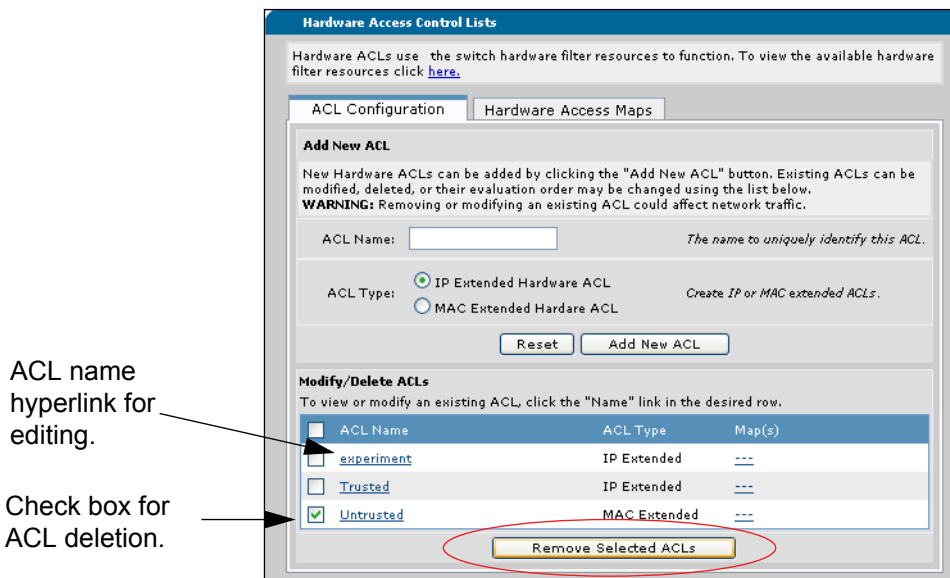 Hardware Access Control Lists
Hardware ACLs use the switch hardware filter resources to function. To view the available hardware
filter resources click here.
ACL Configuration
Hardware Access Maps
Add New ACL
New Hardware ACLs can be added by clicking the "Add New ACL" button. Existing ACLs can be
modified, deleted, or their evaluation order may be changed using the list below.
WARNING: Removing or modifying an existing ACL could affect network traffic.
ACL Name:
The name to uniquely identify this ACL.
ACL Type:
IP Extended Hardware ACL
MAC Extended Hardare ACL
Create IP or MAC extended ACLs.
Reset
Add New ACL
ACL name
hyperlink for
editing.
Modify/Delete ACLs
To view or modify an existing ACL, click the "Name" link in the desired row.
ACL Name ACL Type Map(s)
experiment IP Extended ---
Trusted IP Extended ---
Untrusted MAC Extended ---
Check box for
ACL deletion.
Remove Selected ACLs